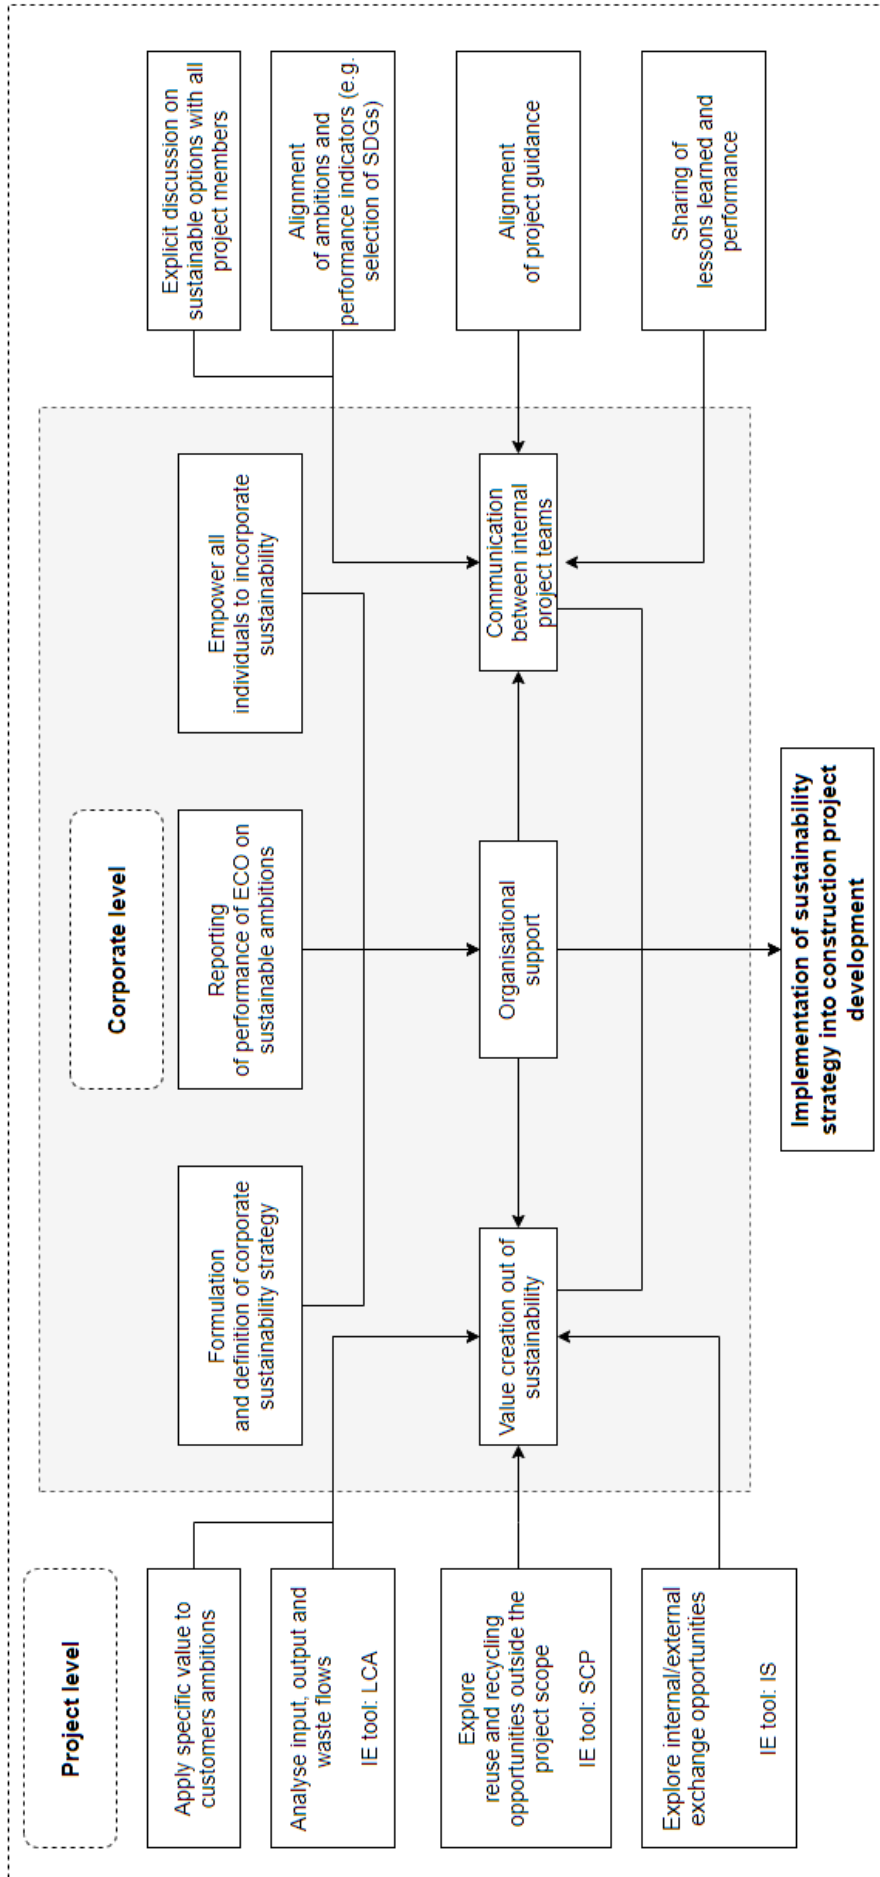 Project level
Apply specific value to
customers ambitions
Analyse input, output and
waste flows
IE tool: LCA
Explore
reuse and recycling
opportunities outside the
project scope
IE tool: SCP
Explore internal/external
exchange opportunities
IE tool: IS
Corporate level
Formulation
and definition of corporate
sustainability strategy
Reporting
of performance of ECO on
sustainable ambitions
Empower all
individuals to incorporate
sustainability
Value creation out of
sustainability
Organisational
support
Communication
between internal
project teams
Explicit discussion on
sustainable options with all
project members
Alignment
of ambitions and
performance indicators (e.g.
selection of SDGs)
Alignment
of project guidance
Sharing of
lessons learned and
performance
Implementation of sustainability
strategy into construction project
development